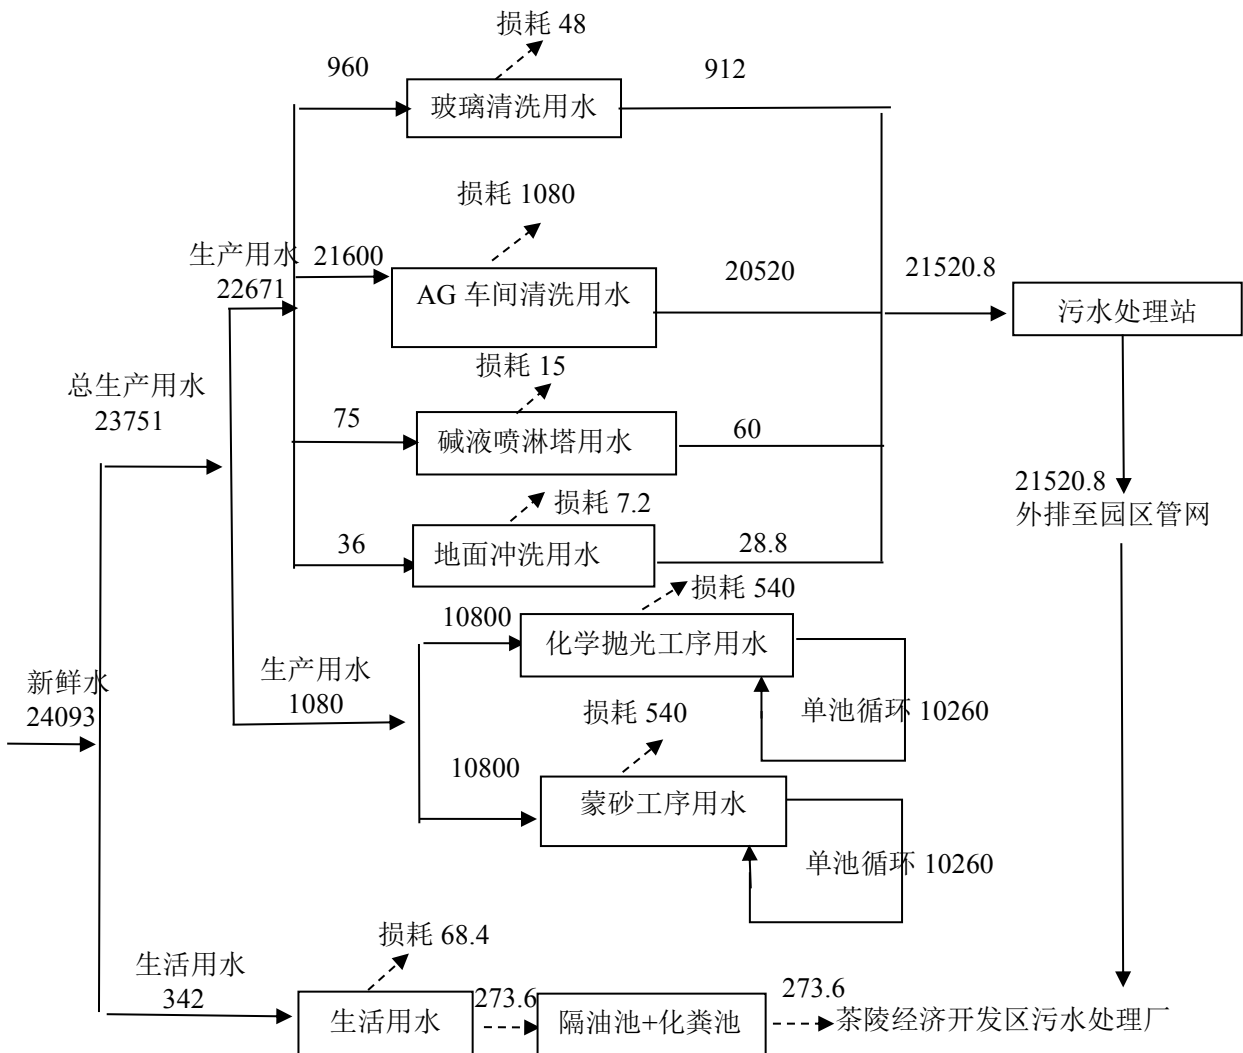 损耗 48
960
912
玻璃清洗用水
损耗 1080
生产用水
22671
21600
AG 车间清洗用水
20520
21520.8
污水处理站
损耗 15
总生产用水
23751
75
碱液喷淋塔用水
60
21520.8
外排至园区管网
损耗 7.2
36
地面冲洗用水
28.8
损耗 540
10800
化学抛光工序用水
生产用水
1080
新鲜水
24093
单池循环 10260
损耗 540
10800
蒙砂工序用水
单池循环 10260
损耗 68.4
生活用水
342
生活用水
273.6
隔油池+化粪池
273.6
茶陵经济开发区污水处理厂